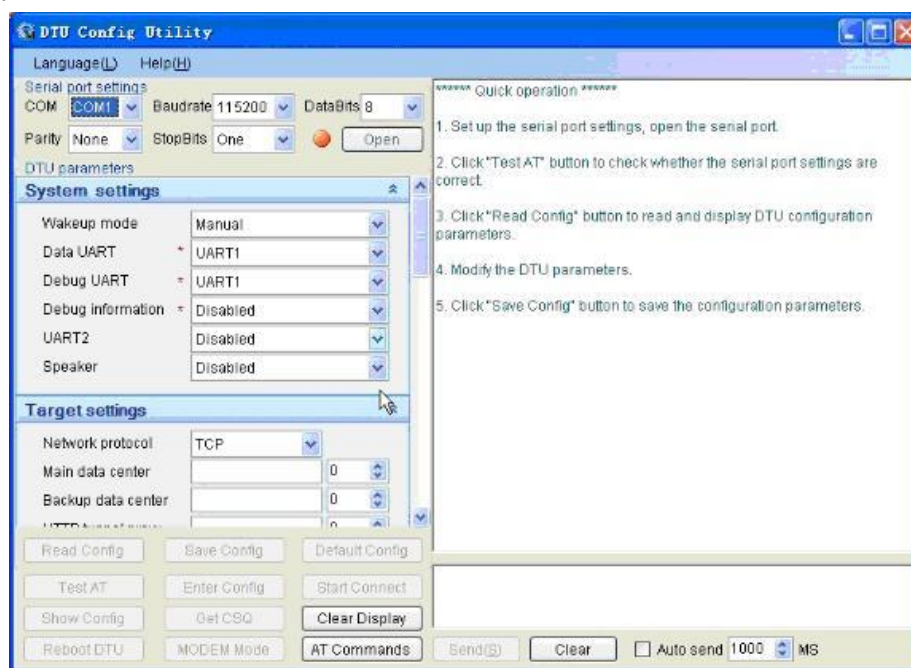 DTU Config Utility
Language(L) Help(H)
Serial port settings
COM COM1 Baudrate 115200 DataBits 8
Parity None StopBits One Open
DTU parameters
System settings
Wakeup mode Manual
Data UART * UART1
Debug UART * UART1
Debug information * Disabled
UART2 Disabled
Speaker Disabled
Target settings
Network protocol TCP
Main data center 0
Backup data center 0
Read Config Save Config Default Config
Test AT Enter Config Start Connect
Show Config Get CSQ Clear Display
Reboot DTU MODEM Mode AT Commands
****** Quick operation ******
1. Set up the serial port settings, open the serial port.
2. Click "Test AT" button to check whether the serial port settings are
correct.
3. Click "Read Config" button to read and display DTU configuration
parameters.
4. Modify the DTU parameters.
5. Click "Save Config" button to save the configuration parameters.
Send(S) Clear Auto send 1000 MS